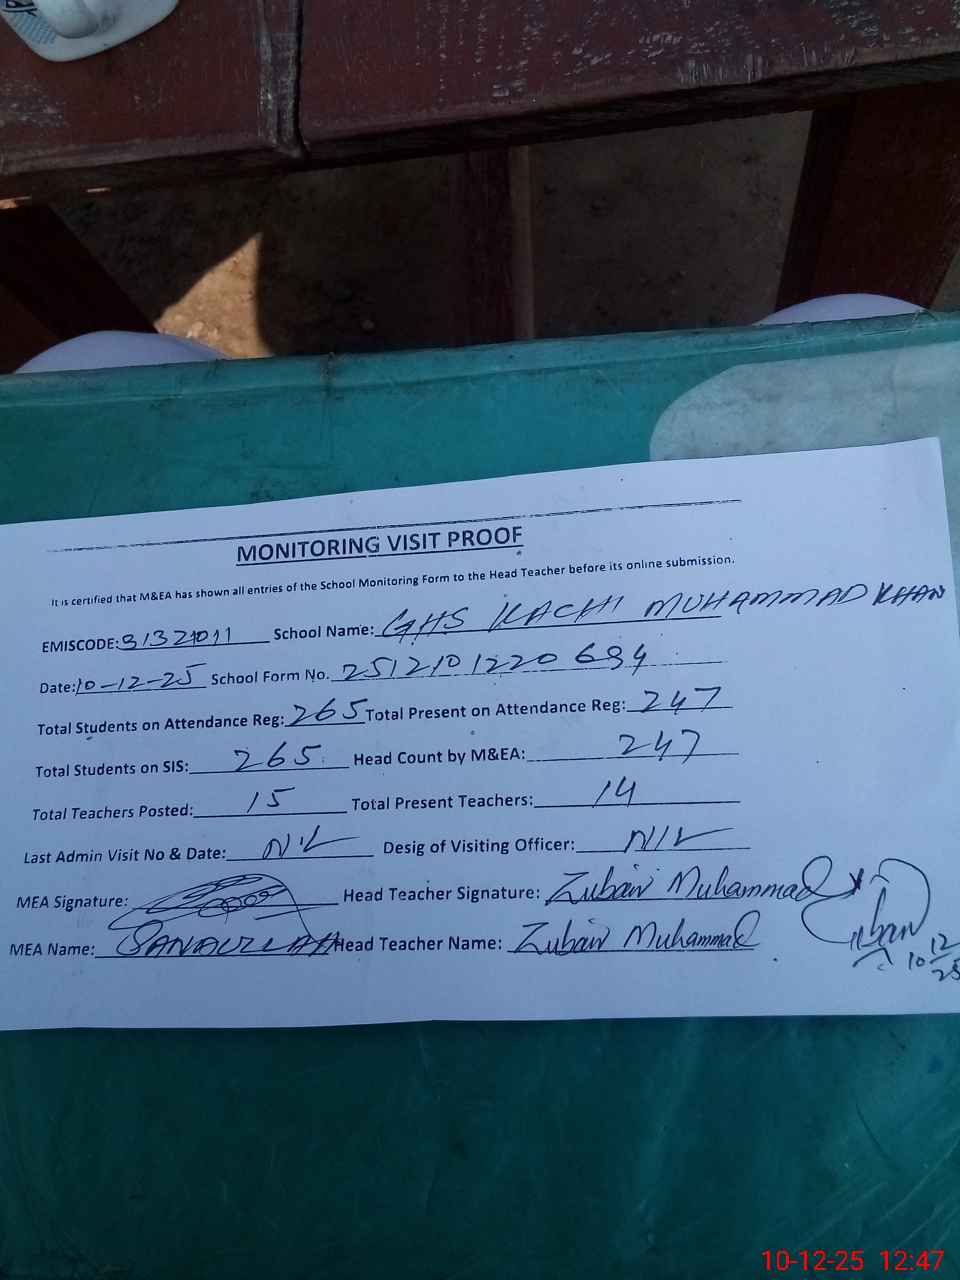 MONITORING VISIT PROOF
It is certified that M&EA has shown all entries of the School Monitoring Form to the Head Teacher before its online submission.
EMISCODE: 31321011 School Name: GHS KACHI MUHAMMAD KHAN
Date: 10-12-25 School Form No. 2512101220694
Total Students on Attendance Reg: 265 Total Present on Attendance Reg: 247
Total Students on SIS: 265 Head Count by M&EA: 247
Total Teachers Posted: 15 Total Present Teachers: 14
Last Admin Visit No & Date: NIL Desig of Visiting Officer: NIL
MEA Signature: Head Teacher Signature: Zubair Muhammad
MEA Name: SANAULLAH Head Teacher Name: Zubair Muhammad
10 12 25
10-12-25 12:47